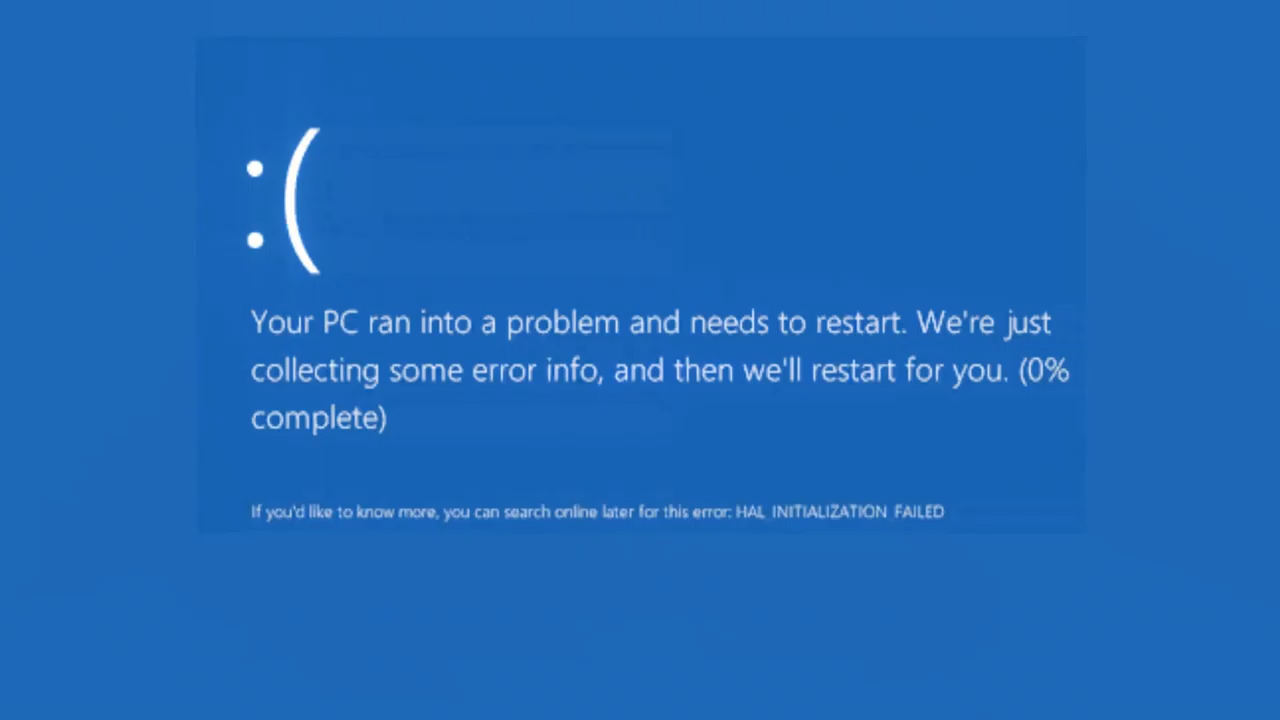 :(
Your PC ran into a problem and needs to restart. We're just
collecting some error info, and then we'll restart for you. (0%
complete)
If you'd like to know more, you can search online later for this error: HAL_INITIALIZATION_FAILED